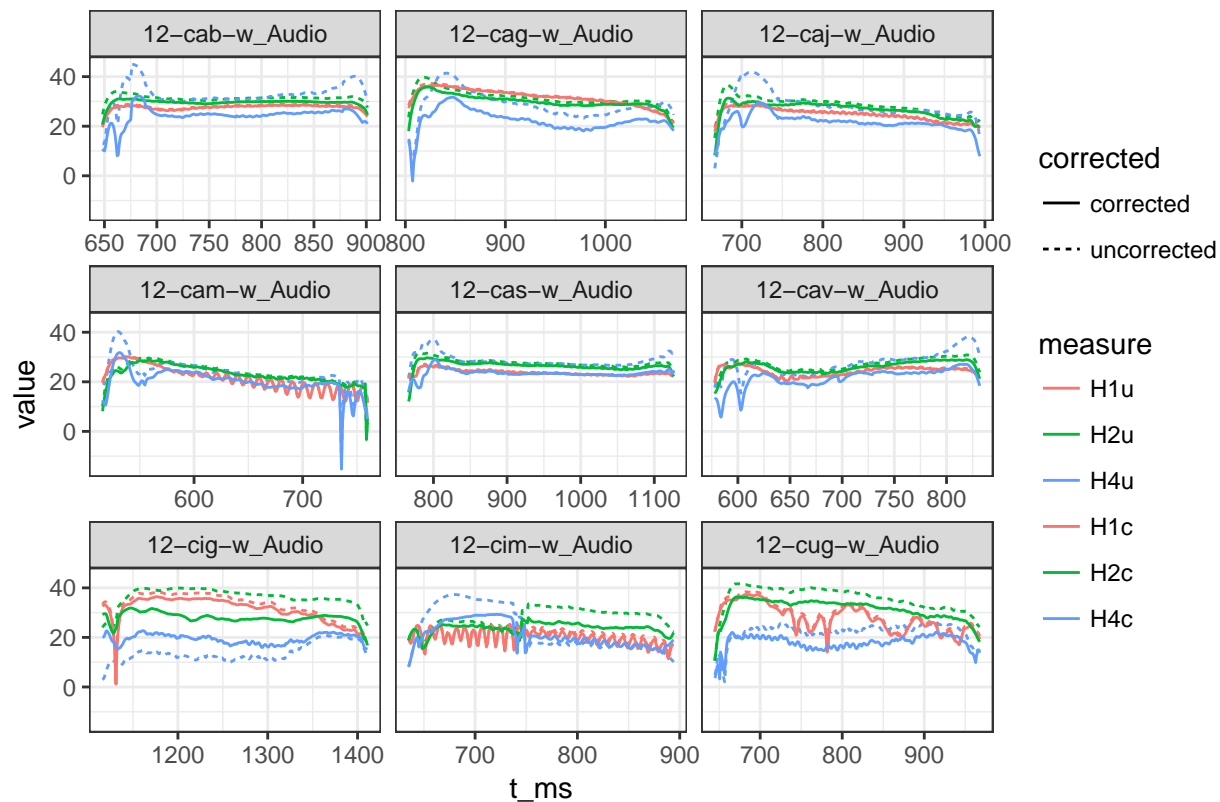 12−cab−w_Audio 12−cag−w_Audio 12−caj−w_Audio
40
20
0
650 700 750 800 850 900 800 900 1000 700 800 900 1000
12−cam−w_Audio 12−cas−w_Audio 12−cav−w_Audio
40
20
0
600 700 800 900 1000 1100 600 650 700 750 800
12−cig−w_Audio 12−cim−w_Audio 12−cug−w_Audio
40
20
0
1200 1300 1400 700 800 900 700 800 900
t_ms
value
corrected
corrected
uncorrected
measure
H1u
H2u
H4u
H1c
H2c
H4c